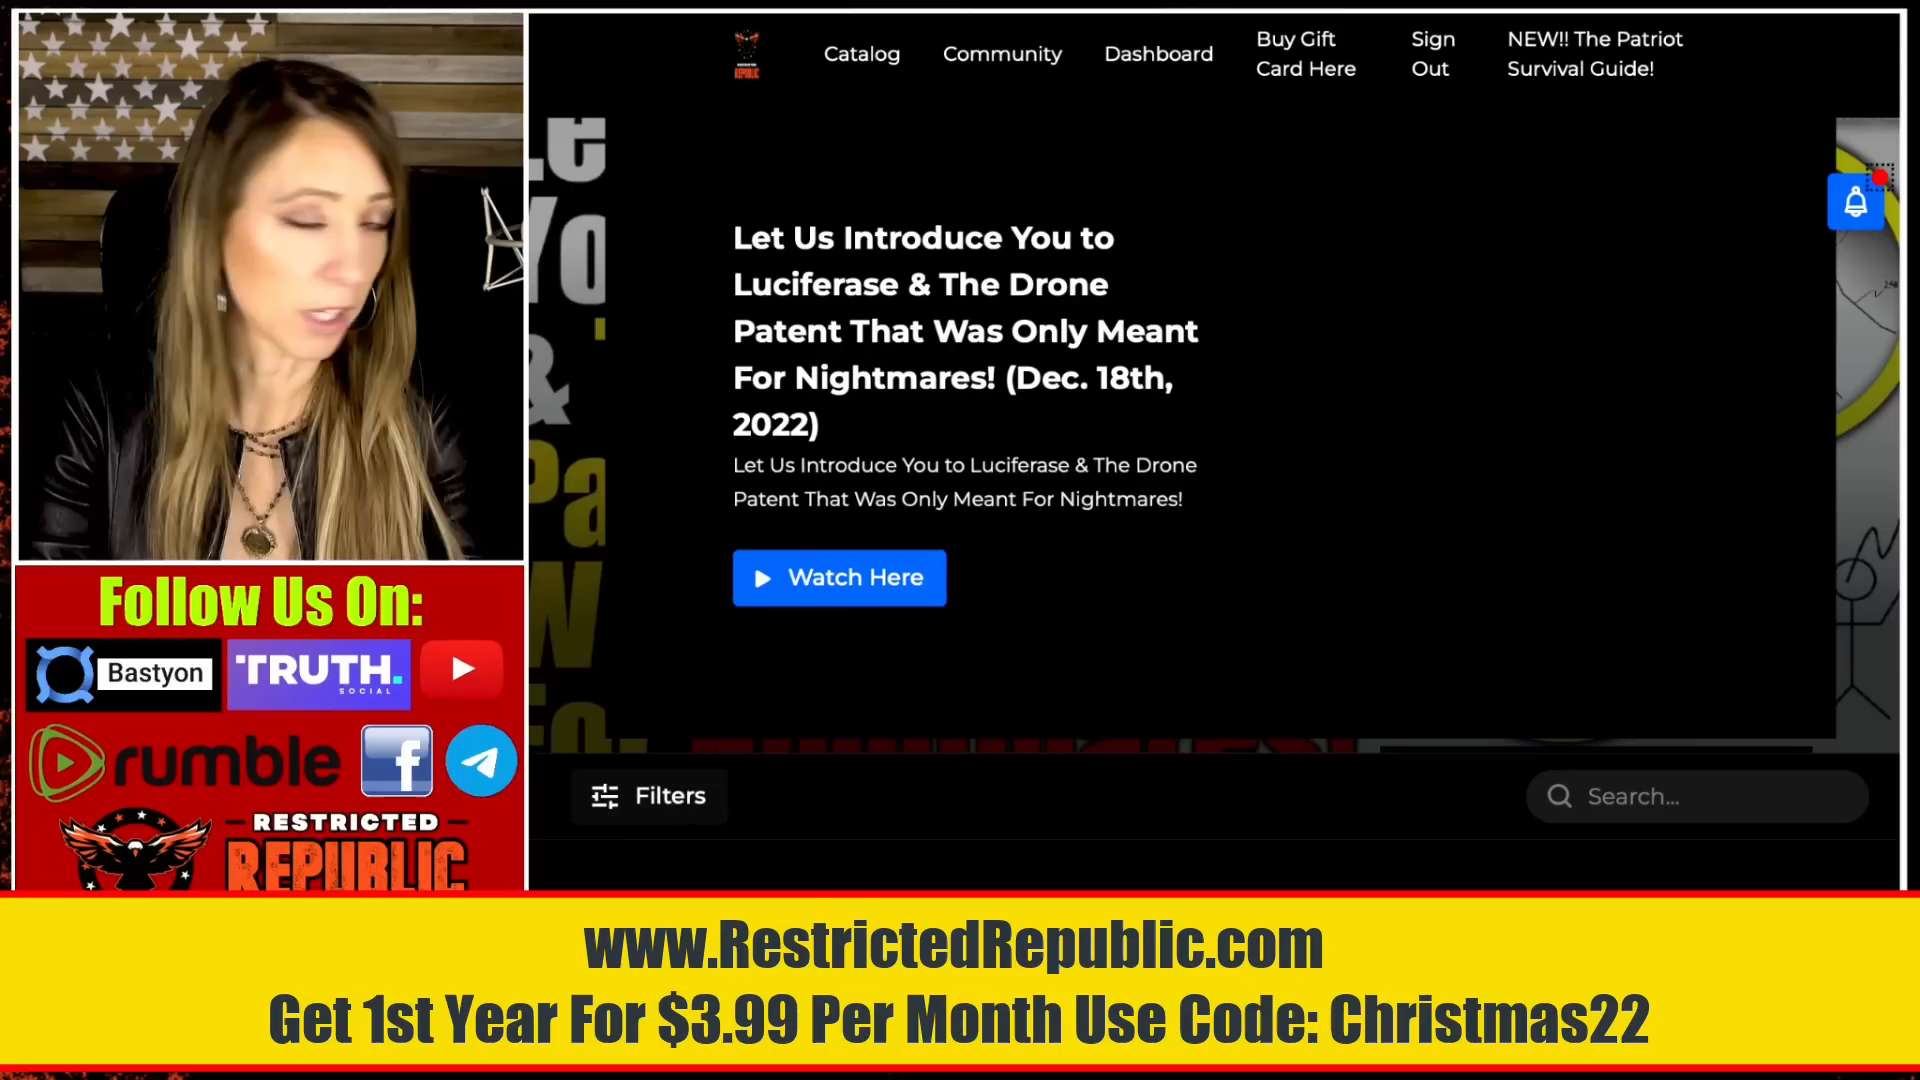 Catalog
Community
Dashboard
Buy Gift
Card Here
Sign
Out
NEW!! The Patriot
Survival Guide!
REPUBLIC
Let Us Introduce You to
Luciferase & The Drone
Patent That Was Only Meant
For Nightmares! (Dec. 18th,
2022)
Let Us Introduce You to Luciferase & The Drone
Patent That Was Only Meant For Nightmares!
Watch Here
Filters
Search...
Follow Us On:
Bastyon
TRUTH.
SOCIAL
rumble
RESTRICTED
REPUBLIC
www.RestrictedRepublic.com
Get 1st Year For $3.99 Per Month Use Code: Christmas22